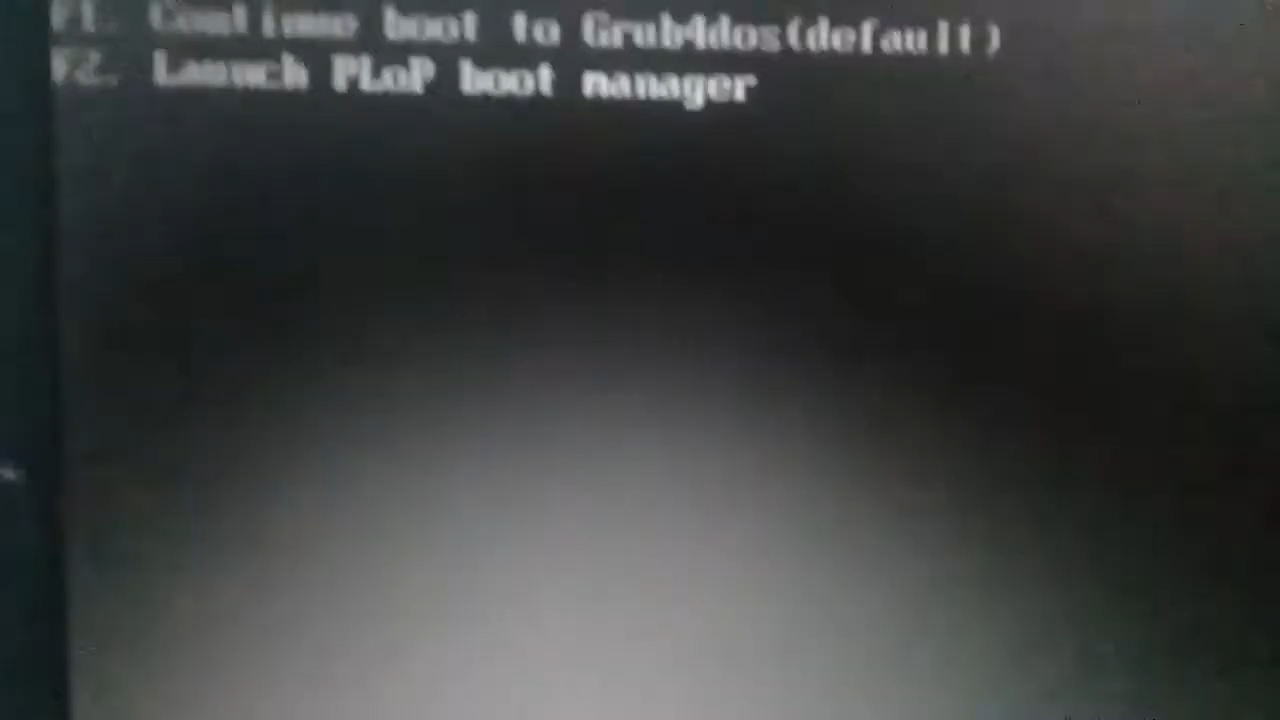 F1. Continue boot to Grub4dos(default)
F2. Launch PLoP boot manager